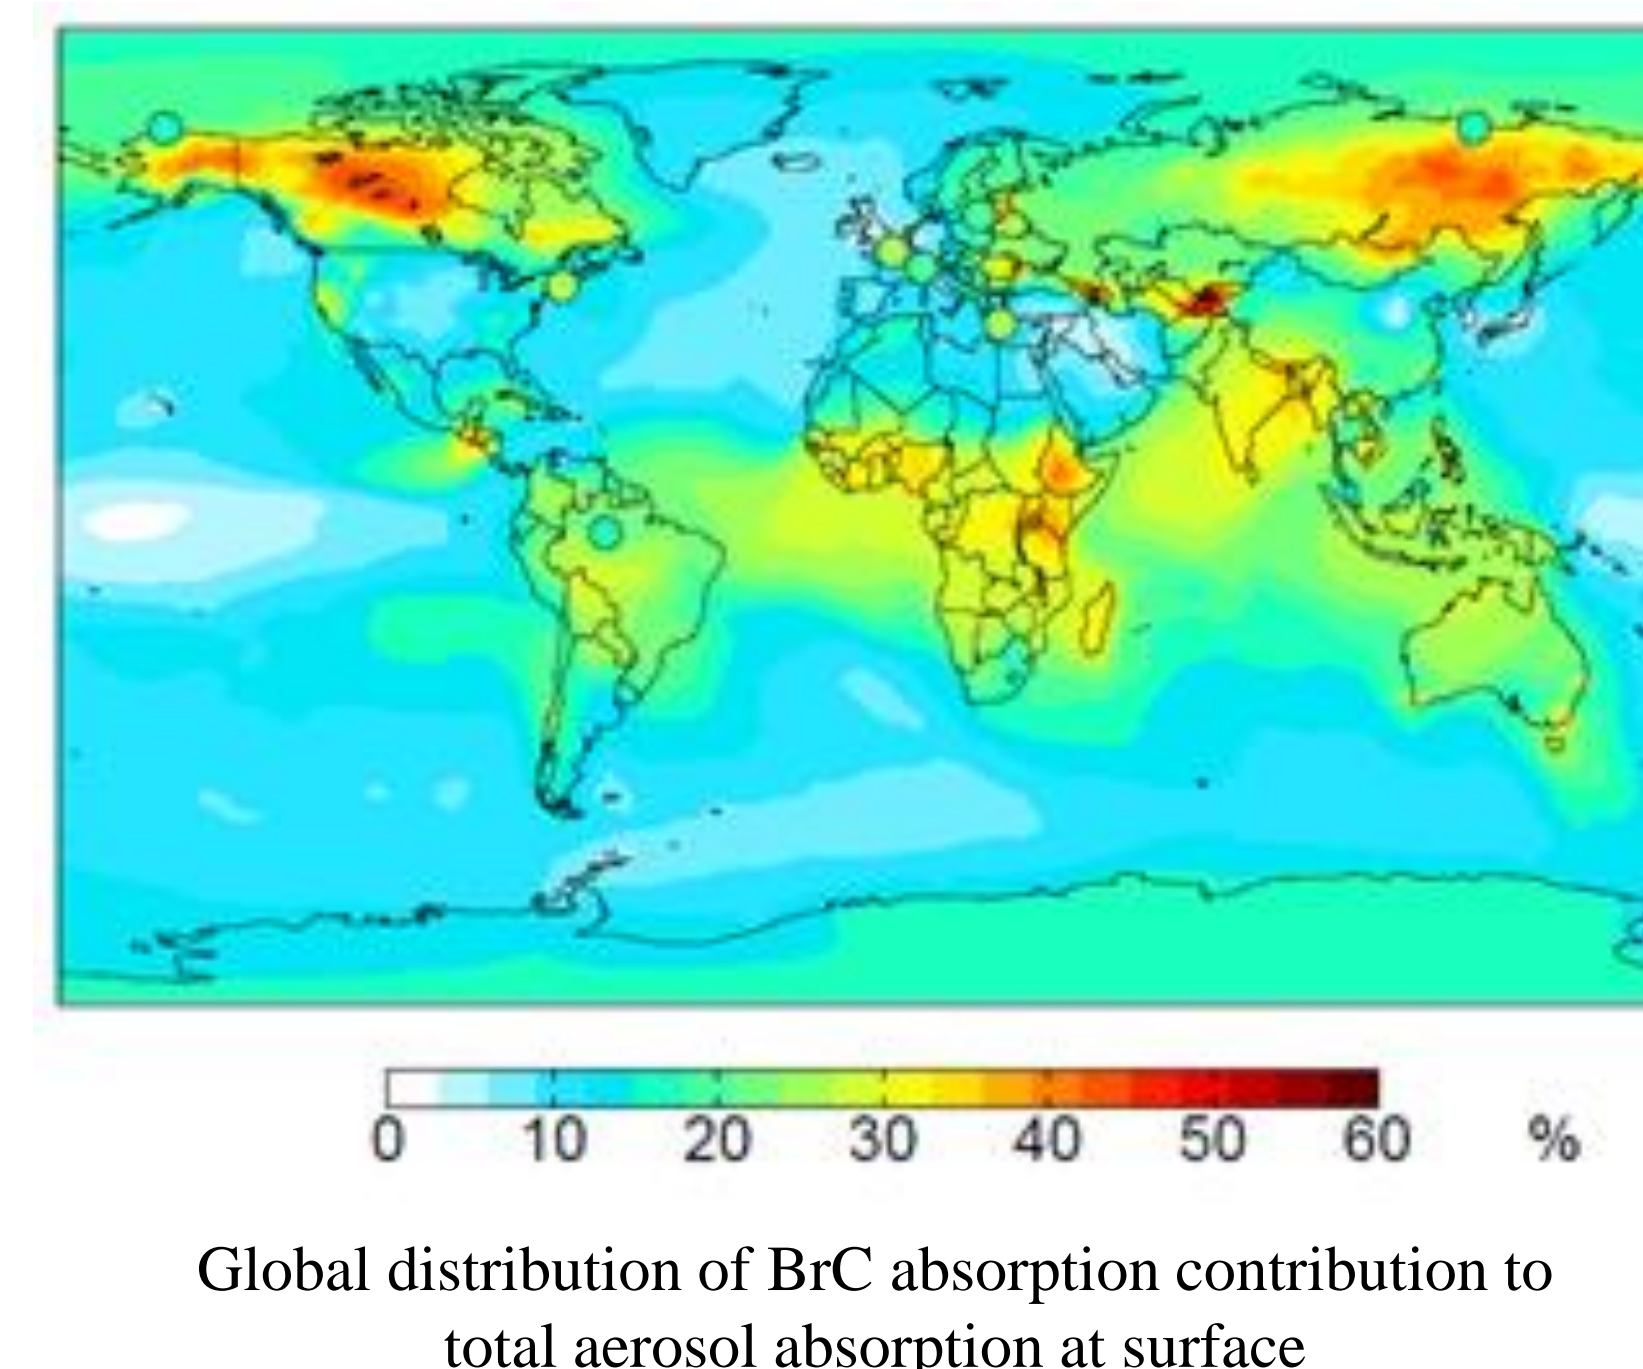 0 10 20 30 40 50 60 %
Global distribution of BrC absorption contribution to
total aerosol absorption at surface